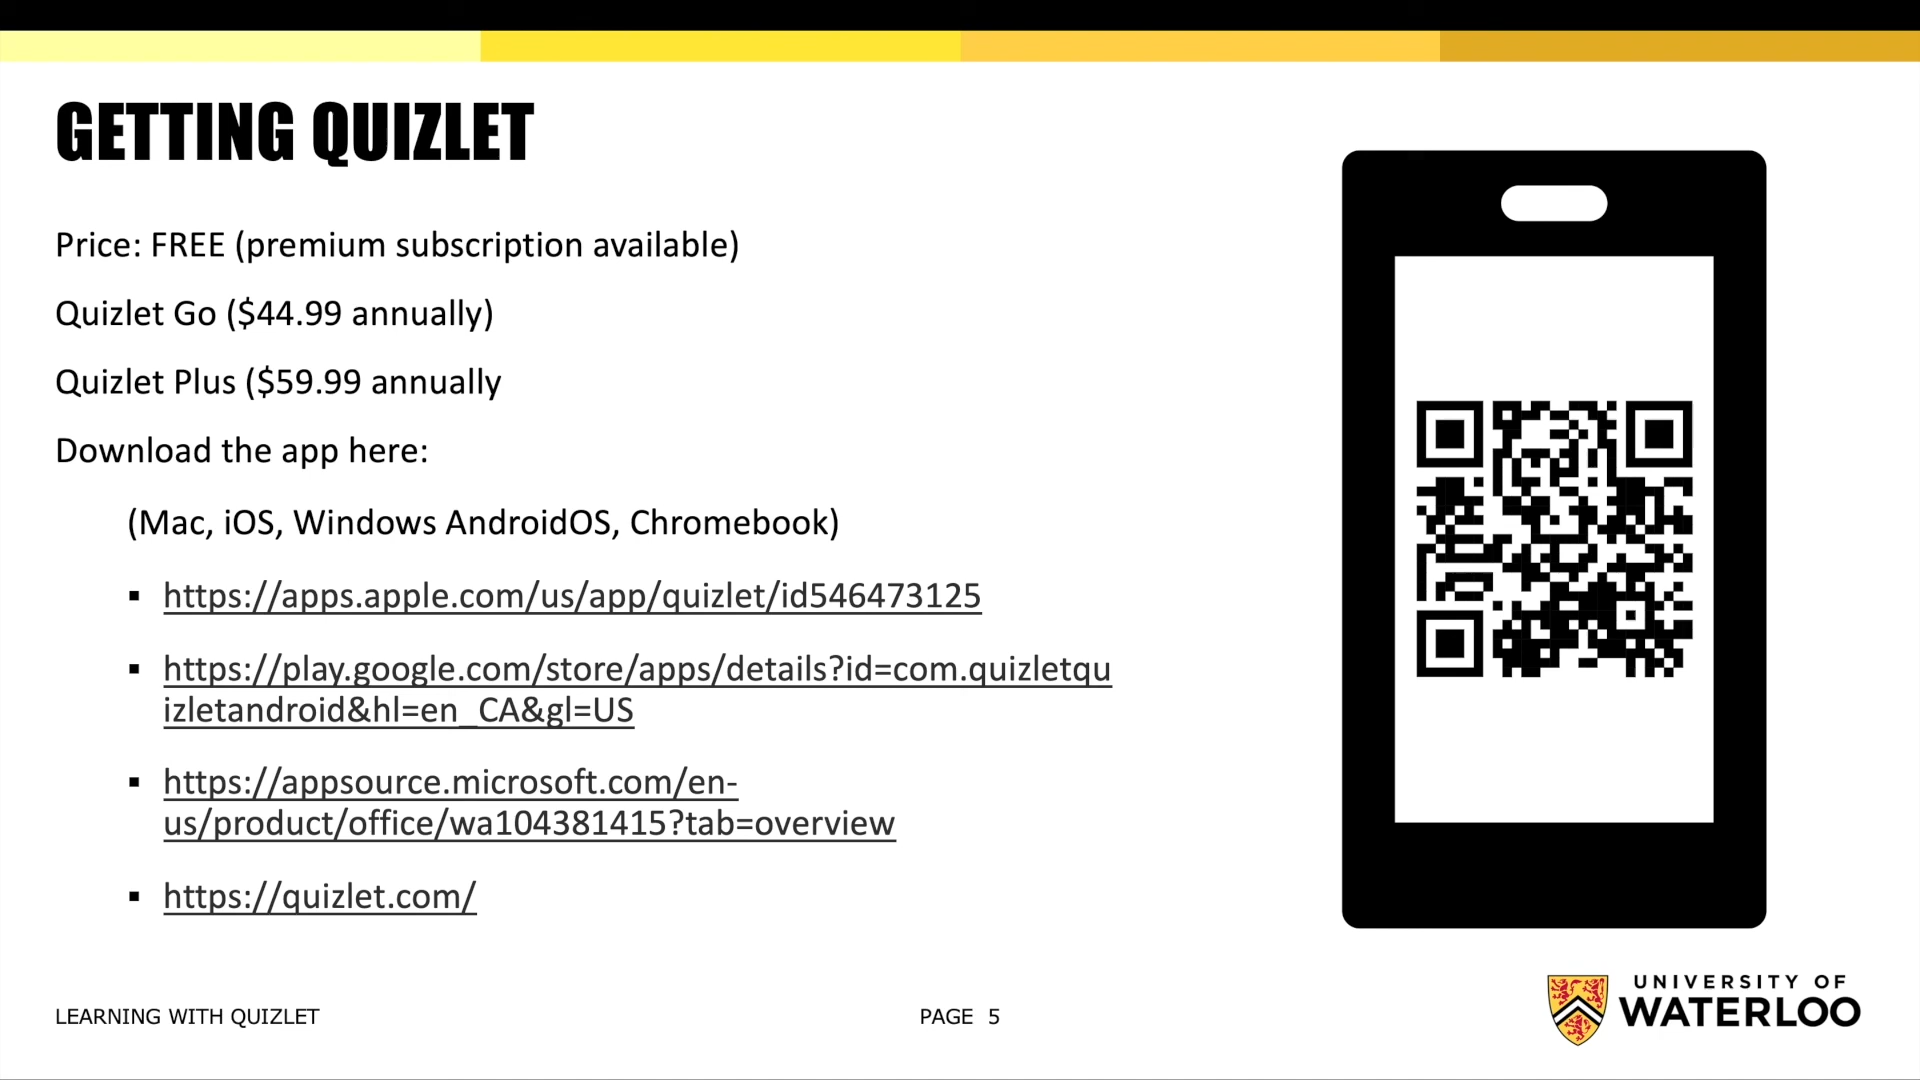 GETTING QUIZLET
Price: FREE (premium subscription available)
Quizlet Go ($44.99 annually)
Quizlet Plus ($59.99 annually
Download the app here:
(Mac, iOS, Windows AndroidOS, Chromebook)
▪ https://apps.apple.com/us/app/quizlet/id546473125
▪ https://play.google.com/store/apps/details?id=com.quizletqu
izletandroid&hl=en_CA&gl=US
▪ https://appsource.microsoft.com/en-
us/product/office/wa104381415?tab=overview
▪ https://quizlet.com/
LEARNING WITH QUIZLET
PAGE 5
UNIVERSITY OF
WATERLOO